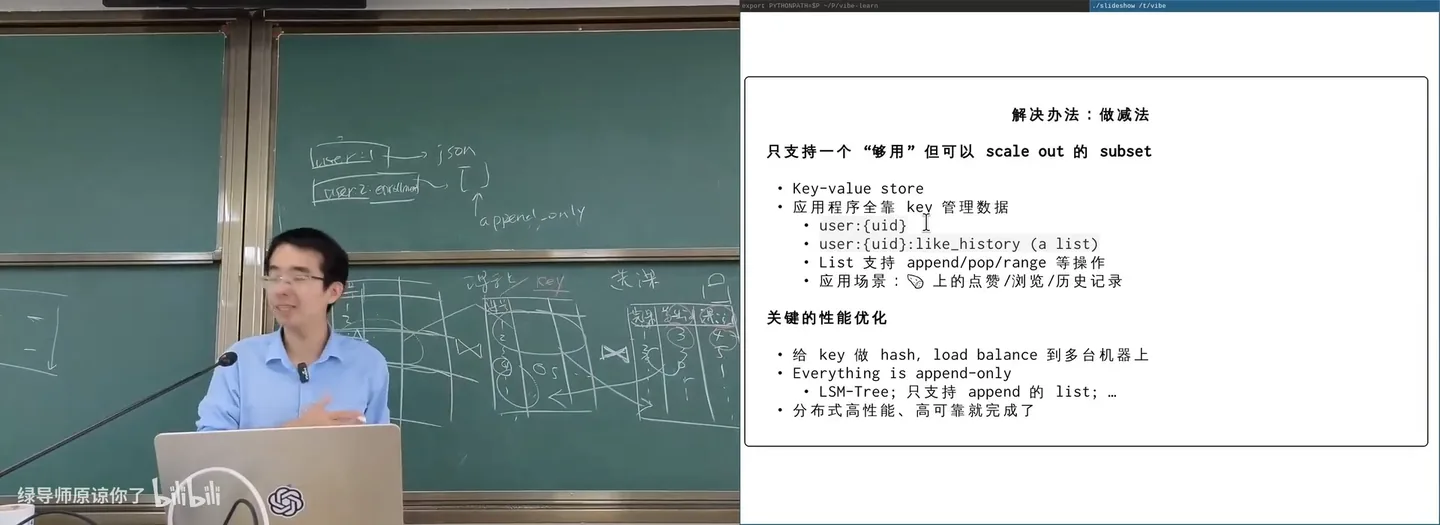 export PYTHONPATH=$P ~/P/vibe-learn
./slideshow /t/vibe
解决办法：做减法
只支持一个 “够用” 但可以 scale out 的 subset
• Key-value store
• 应用程序全靠 key 管理数据
• user:{uid}
• user:{uid}:like_history (a list)
• List 支持 append/pop/range 等操作
• 应用场景： 上的点赞/浏览/历史记录
关键的性能优化
• 给 key 做 hash, load balance 到多台机器上
• Everything is append-only
• LSM-Tree; 只支持 append 的 list; …
• 分布式高性能、高可靠就完成了
user:1
json
user2.enrollment
[ ]
append_only
key
选课
绿导师原谅你了
bilibili